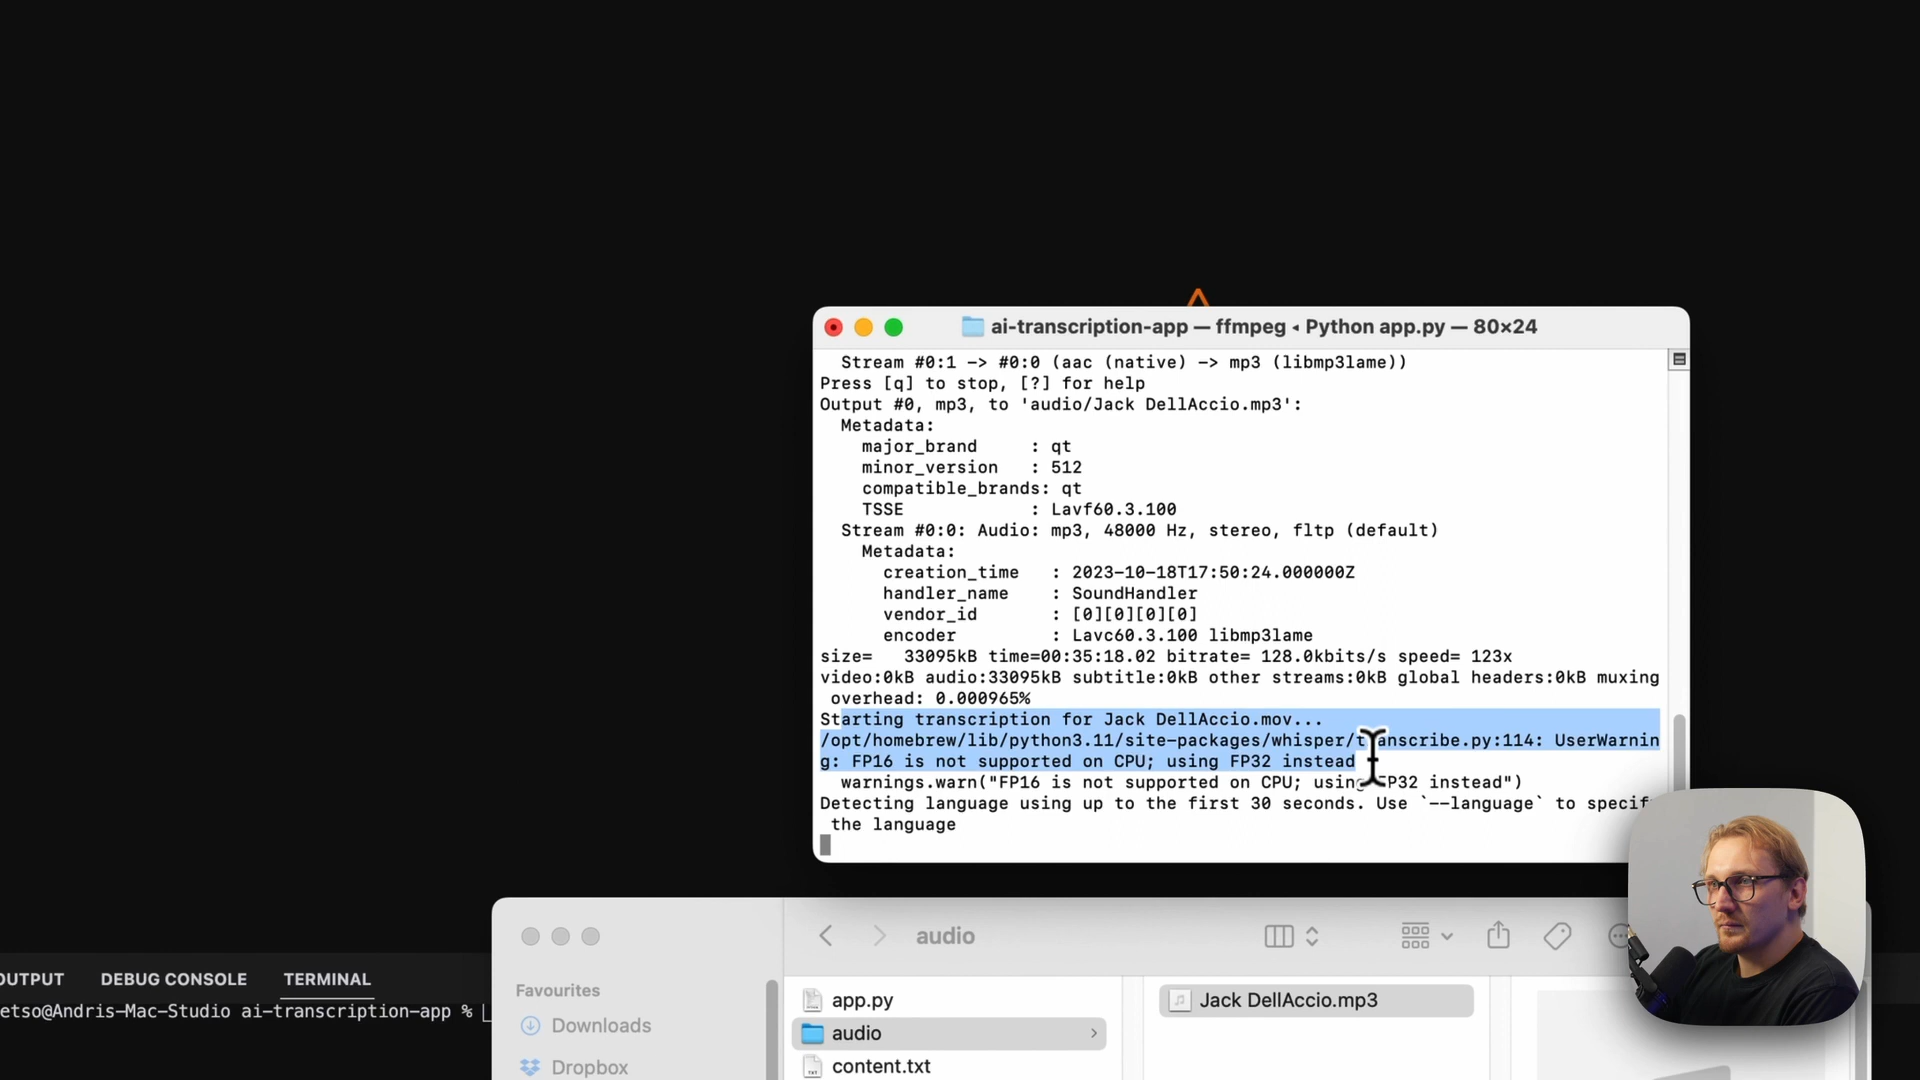 ai-transcription-app — ffmpeg ◂ Python app.py — 80×24
Stream #0:1 -> #0:0 (aac (native) -> mp3 (libmp3lame))
Press [q] to stop, [?] for help
Output #0, mp3, to 'audio/Jack DellAccio.mp3':
Metadata:
major_brand : qt
minor_version : 512
compatible_brands: qt
TSSE : Lavf60.3.100
Stream #0:0: Audio: mp3, 48000 Hz, stereo, fltp (default)
Metadata:
creation_time : 2023-10-18T17:50:24.000000Z
handler_name : SoundHandler
vendor_id : [0][0][0][0]
encoder : Lavc60.3.100 libmp3lame
size= 33095kB time=00:35:18.02 bitrate= 128.0kbits/s speed= 123x
video:0kB audio:33095kB subtitle:0kB other streams:0kB global headers:0kB muxing
overhead: 0.000965%
Starting transcription for Jack DellAccio.mov...
/opt/homebrew/lib/python3.11/site-packages/whisper/transcribe.py:114: UserWarnin
g: FP16 is not supported on CPU; using FP32 instead
warnings.warn("FP16 is not supported on CPU; using FP32 instead")
Detecting language using up to the first 30 seconds. Use `--language` to specify
the language
audio
OUTPUT DEBUG CONSOLE TERMINAL
etso@Andris-Mac-Studio ai-transcription-app %
Favourites
Downloads
Dropbox
app.py
audio
content.txt
Jack DellAccio.mp3